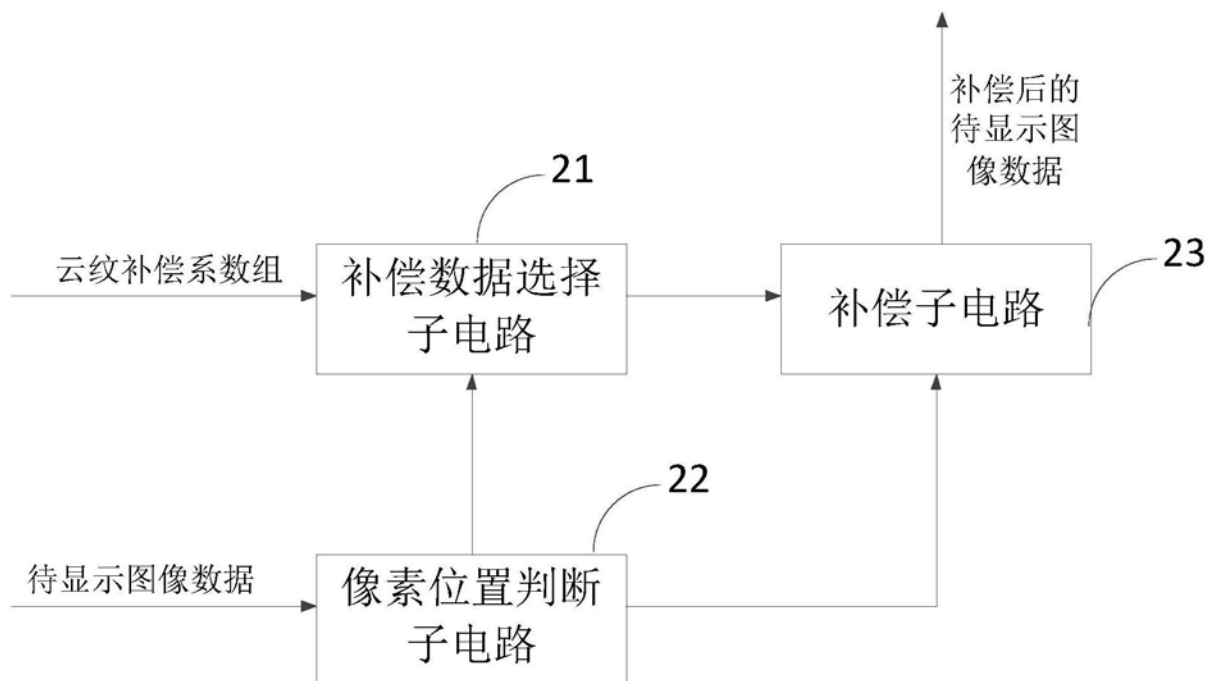 补偿后的
待显示图
像数据
21
云纹补偿系数组
补偿数据选择
子电路
补偿子电路
23
22
待显示图像数据
像素位置判断
子电路